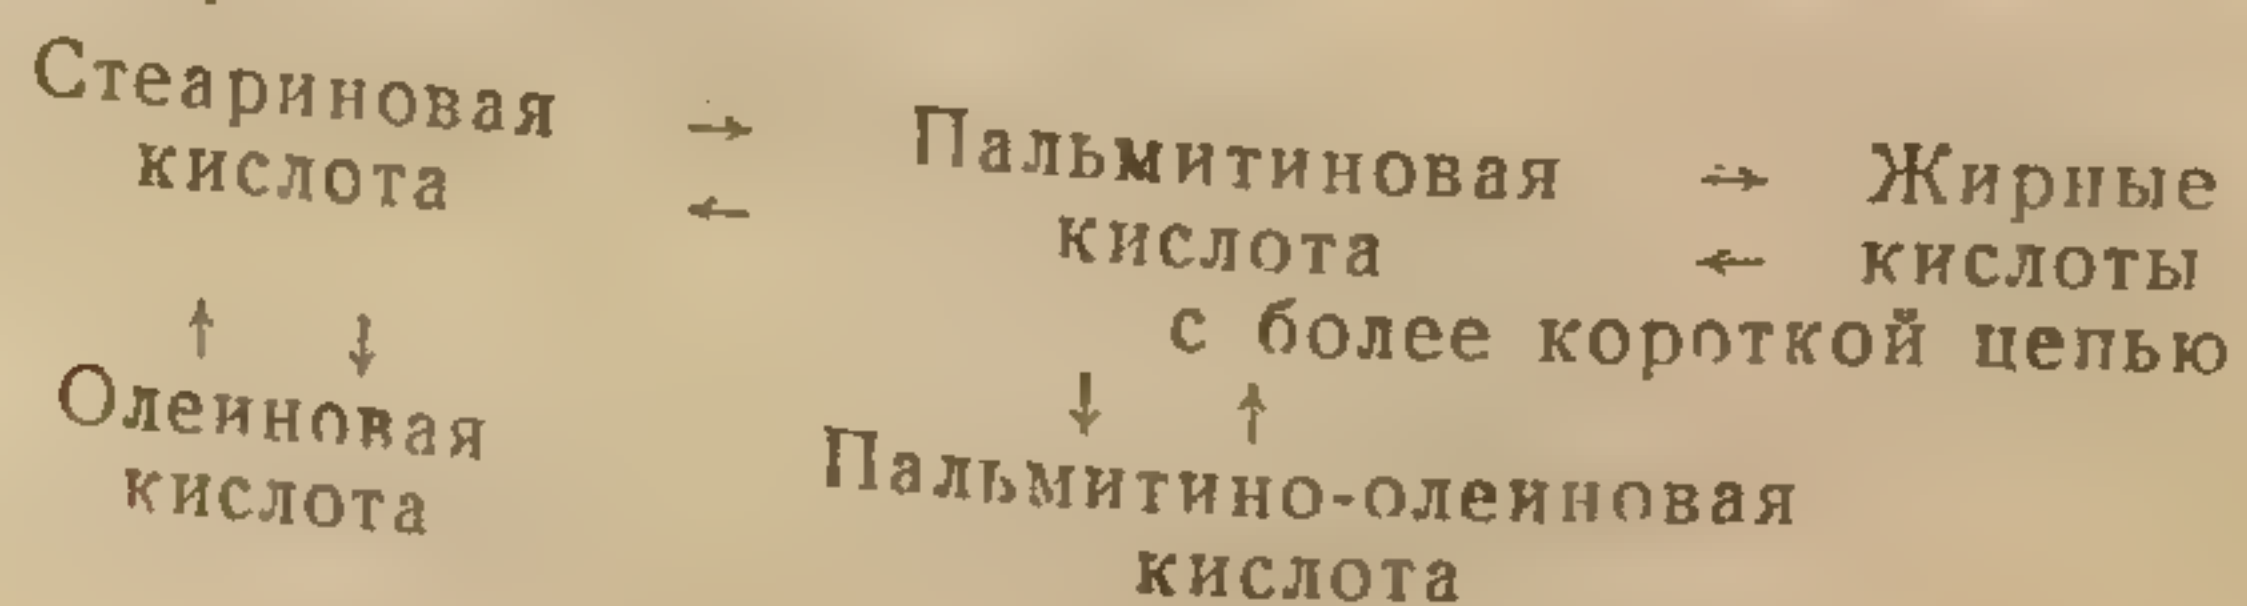 Стеариновая → Пальмитиновая → Жирные
кислота ← кислота ← кислоты
с более короткой цепью
↑ ↓ ↓ ↑
Олеиновая Пальмитино-олеиновая
кислота кислота